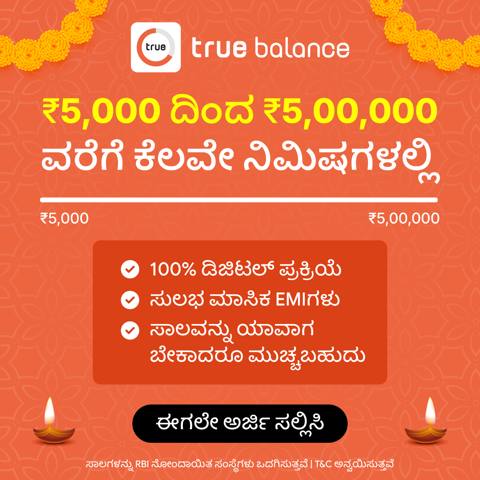 true
true balance
₹5,000 ದಿಂದ ₹5,00,000
ವರೆಗೆ ಕೆಲವೇ ನಿಮಿಷಗಳಲ್ಲಿ
₹5,000 ₹5,00,000
100% ಡಿಜಿಟಲ್ ಪ್ರಕ್ರಿಯೆ
ಸುಲಭ ಮಾಸಿಕ EMIಗಳು
ಸಾಲವನ್ನು ಯಾವಾಗ
ಬೇಕಾದರೂ ಮುಚ್ಚಬಹುದು
ಈಗಲೇ ಅರ್ಜಿ ಸಲ್ಲಿಸಿ
ಸಾಲಗಳನ್ನು RBI ನೋಂದಾಯಿತ ಸಂಸ್ಥೆಗಳು ಒದಗಿಸುತ್ತವೆ | T&C ಅನ್ವಯಿಸುತ್ತವೆ